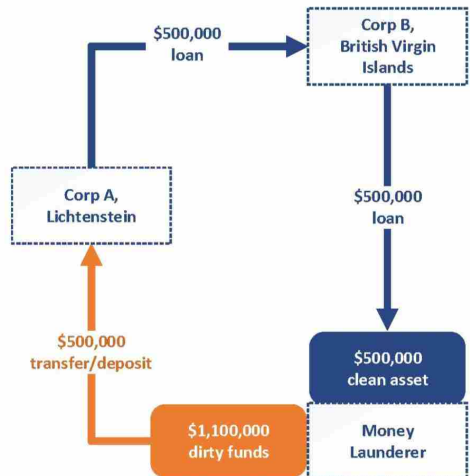 $500,000
loan
Corp B,
British Virgin
Islands
Corp A,
Lichtenstein
$500,000
loan
$500,000
transfer/deposit
$500,000
clean asset
$1,100,000
dirty funds
Money
Launderer